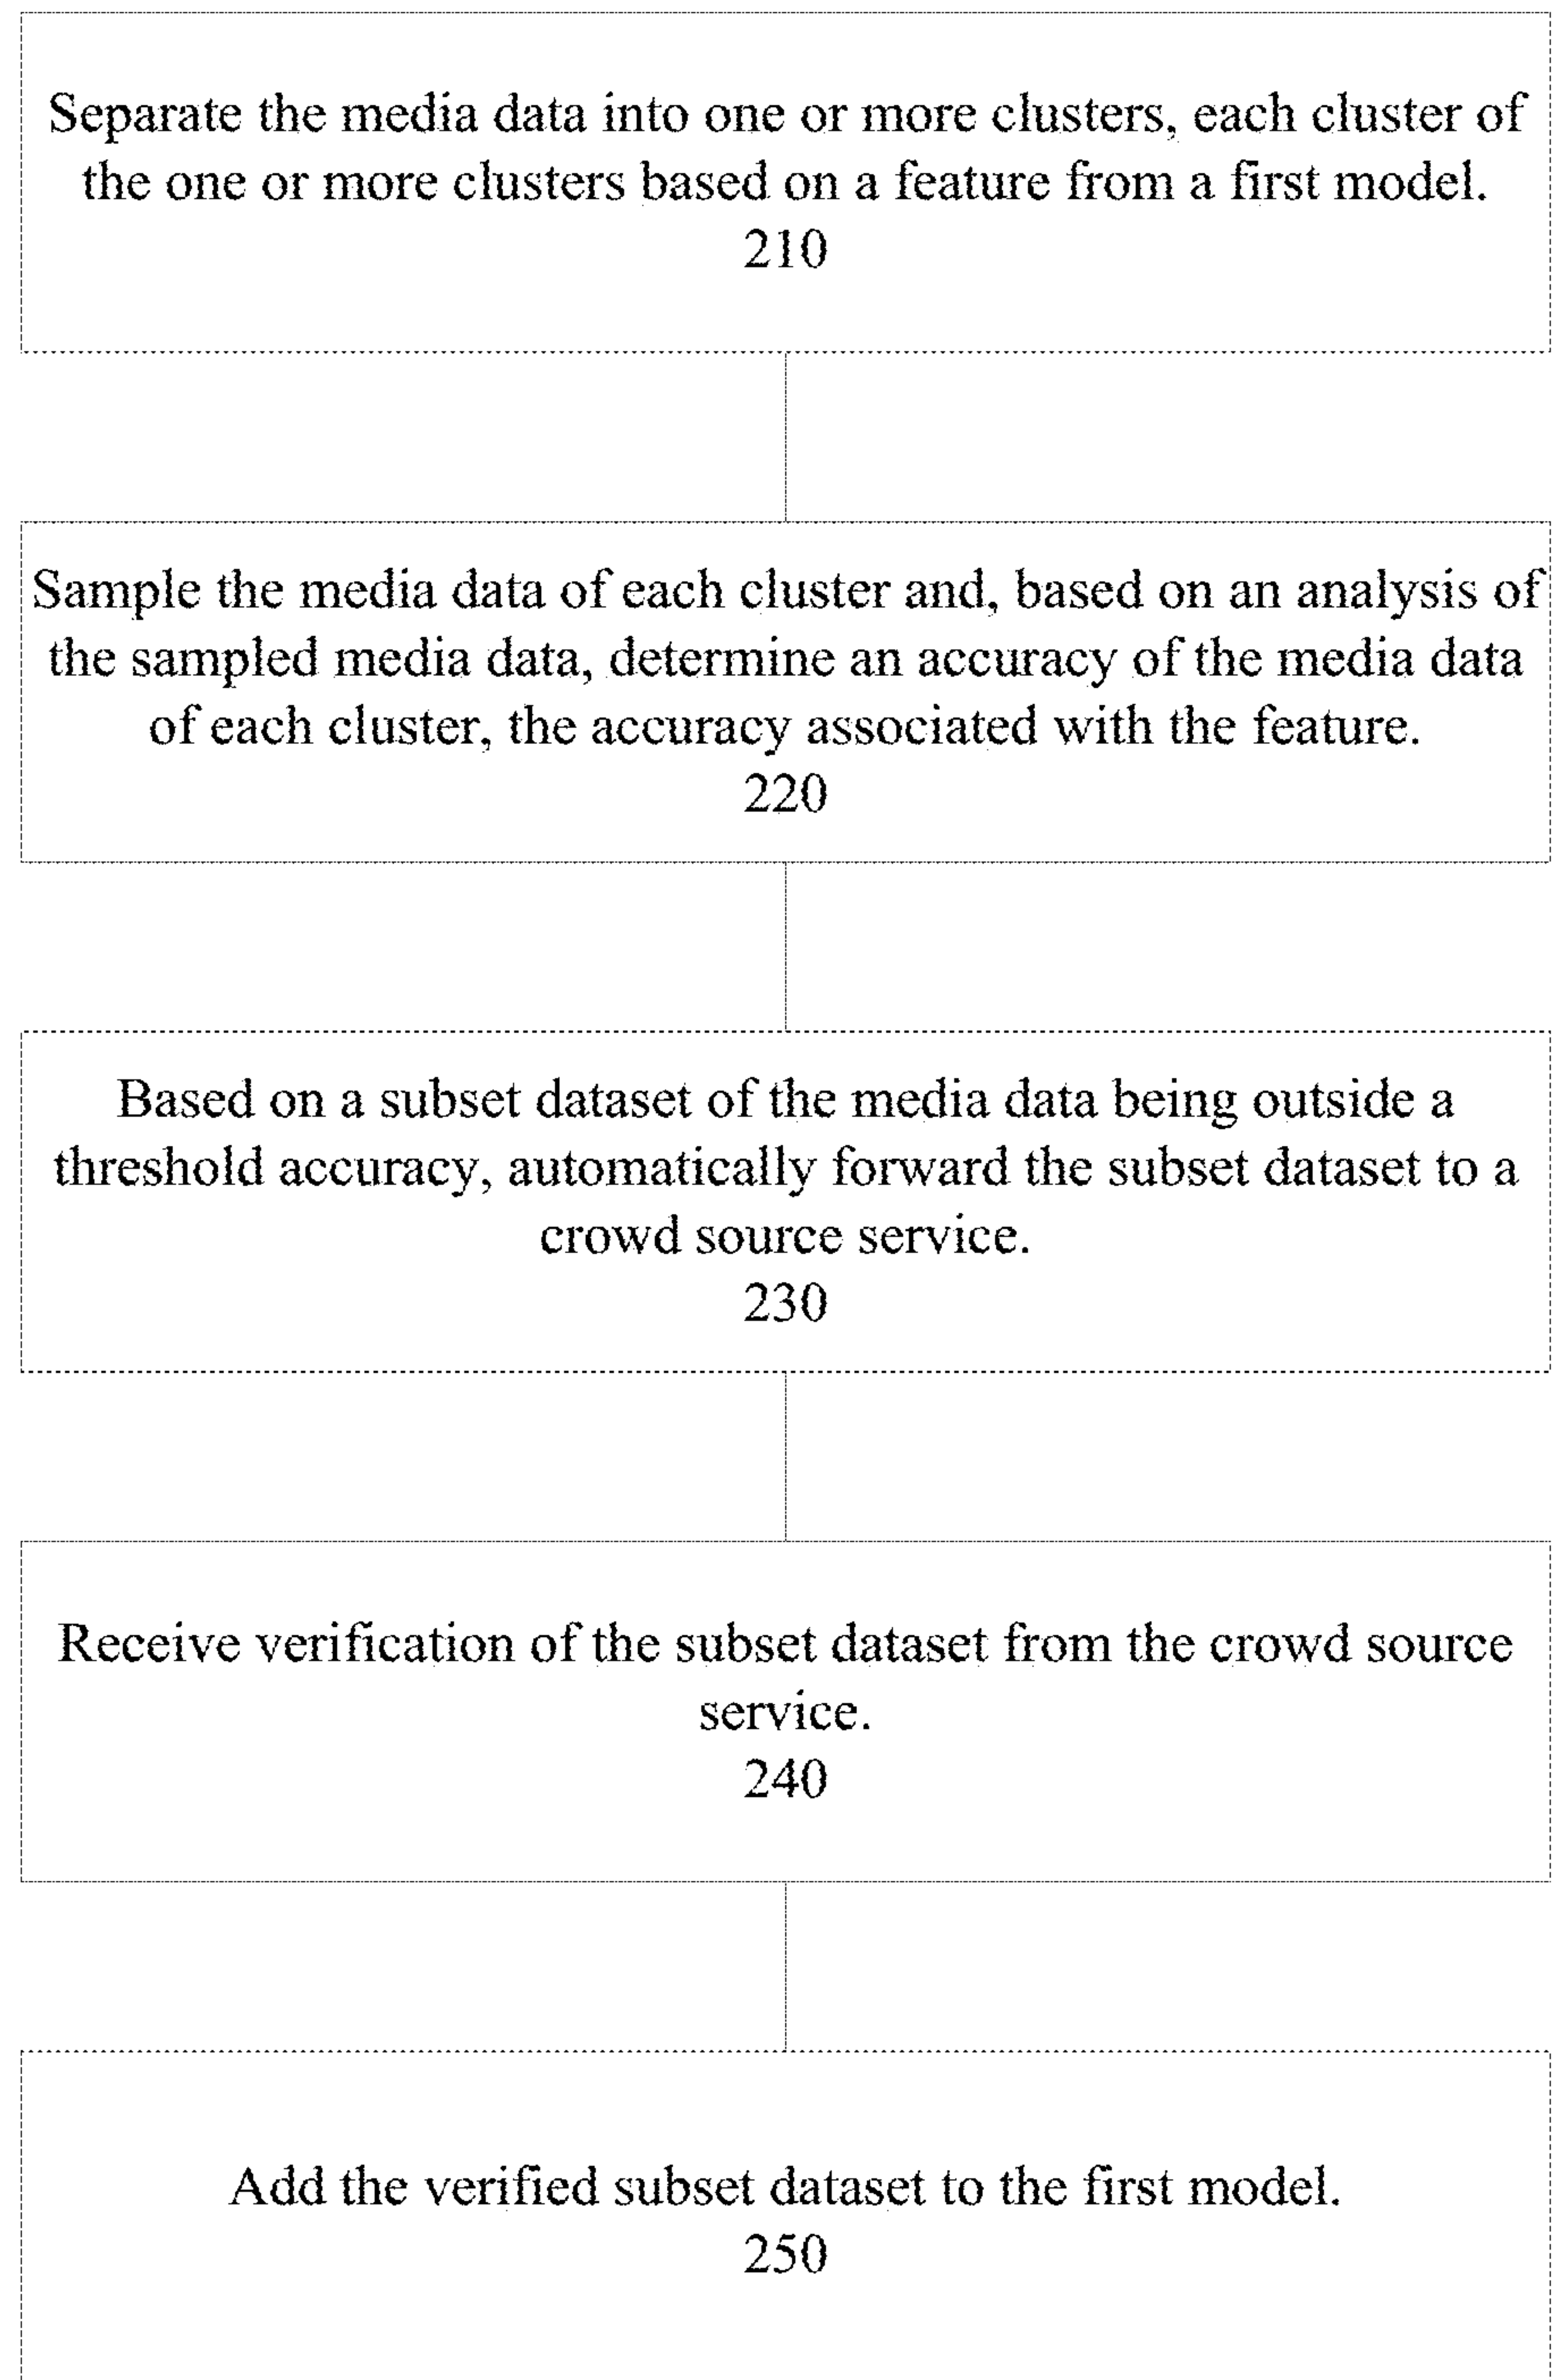 Separate the media data into one or more clusters, each cluster of
the one or more clusters based on a feature from a first model.
210
Sample the media data of each cluster and, based on an analysis of
the sampled media data, determine an accuracy of the media data
of each cluster, the accuracy associated with the feature.
220
Based on a subset dataset of the media data being outside a
threshold accuracy, automatically forward the subset dataset to a
crowd source service.
230
Receive verification of the subset dataset from the crowd source
service.
240
Add the verified subset dataset to the first model.
250